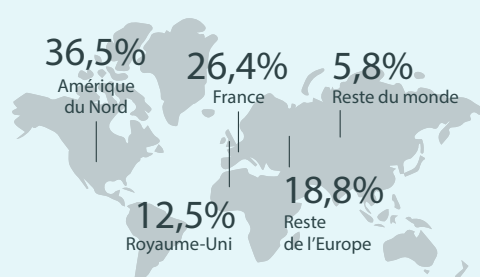 36,5%
Amérique
du Nord
26,4%
France
5,8%
Reste du monde
12,5%
Royaume-Uni
18,8%
Reste
de l’Europe